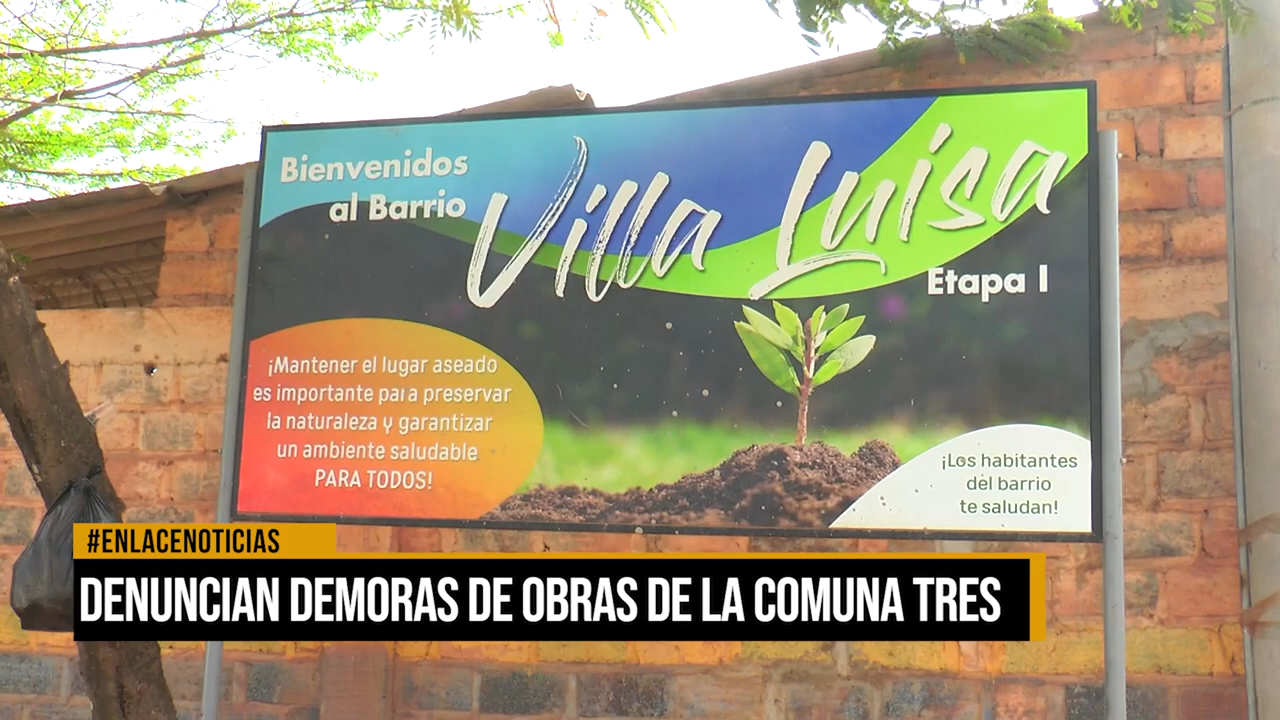 Bienvenidos
al Barrio
Villa Luisa
Etapa I
¡Mantener el lugar aseado
es importante para preservar
la naturaleza y garantizar
un ambiente saludable
PARA TODOS!
¡Los habitantes
del barrio
te saludan!
#ENLACENOTICIAS
DENUNCIAN DEMORAS DE OBRAS DE LA COMUNA TRES